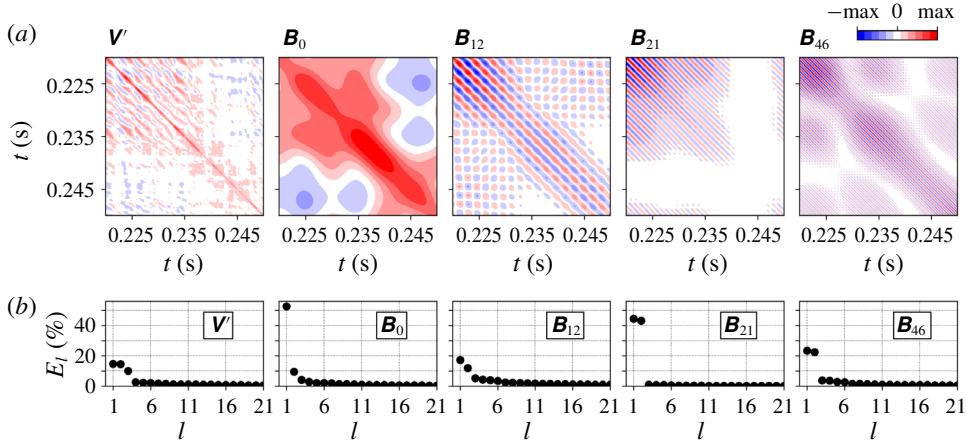 −max 0 max
(a) V′ B0 B12 B21 B46
t (s)
0.225
0.235
0.245
0.225 0.235 0.245 0.225 0.235 0.245 0.225 0.235 0.245 0.225 0.235 0.245 0.225 0.235 0.245
t (s) t (s) t (s) t (s) t (s)
(b) V′ B0 B12 B21 B46
El (%)
40
20
0
1 6 11 16 21 1 6 11 16 21 1 6 11 16 21 1 6 11 16 21 1 6 11 16 21
l l l l l